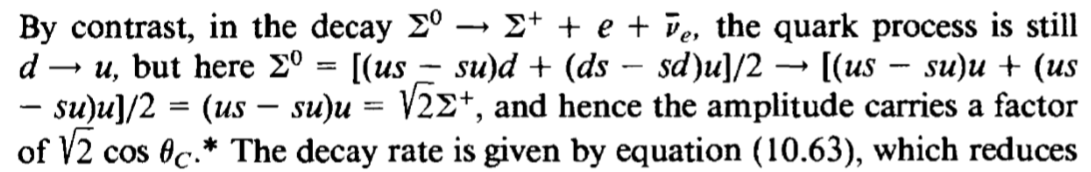 By contrast, in the decay Σ⁰ → Σ⁺ + e + ν̄ₑ, the quark process is still
d → u, but here Σ⁰ = [(us − su)d + (ds − sd)u]/2 → [(us − su)u + (us
− su)u]/2 = (us − su)u = √2Σ⁺, and hence the amplitude carries a factor
of √2 cos θ_C.* The decay rate is given by equation (10.63), which reduces